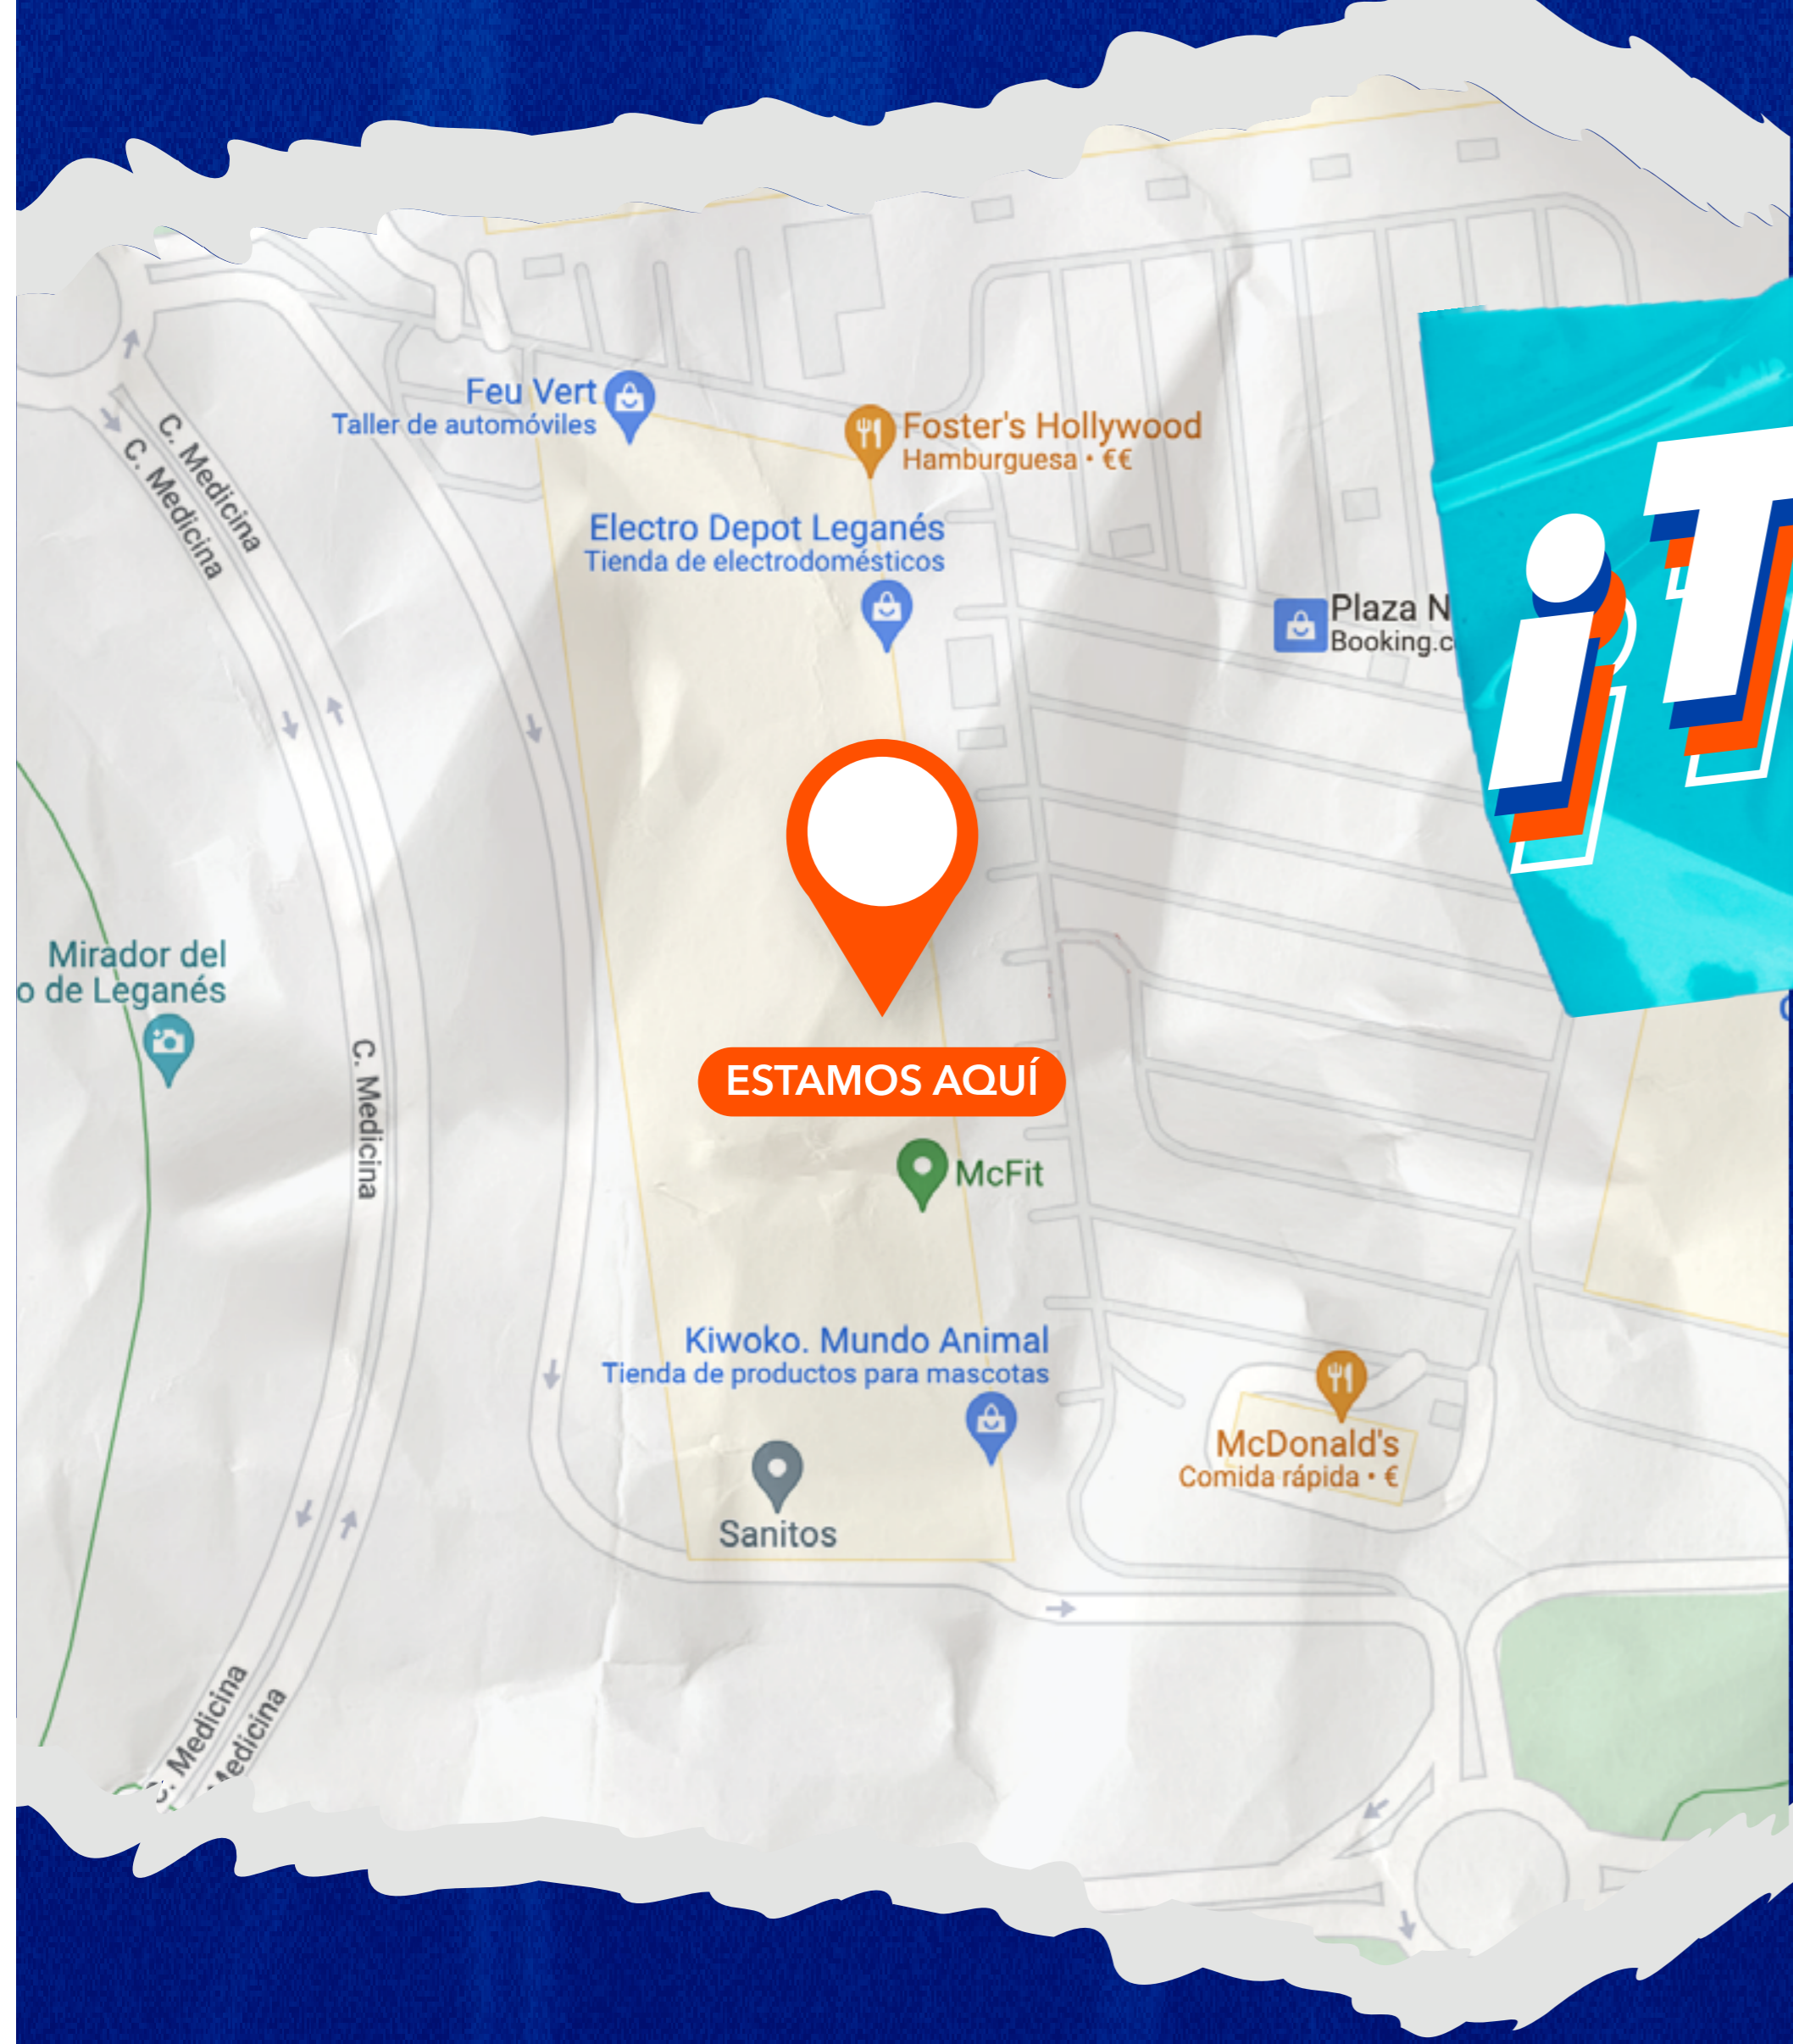 Feu Vert
Taller de automóviles
Foster's Hollywood
Hamburguesa • €€
C. Medicina
C. Medicina
Electro Depot Leganés
Tienda de electrodomésticos
Plaza N
Booking.c
¡T
Mirador del
o de Leganés
C. Medicina
ESTAMOS AQUÍ
McFit
Kiwoko. Mundo Animal
Tienda de productos para mascotas
McDonald's
Comida rápida • €
Sanitos
C. Medicina
Medicina